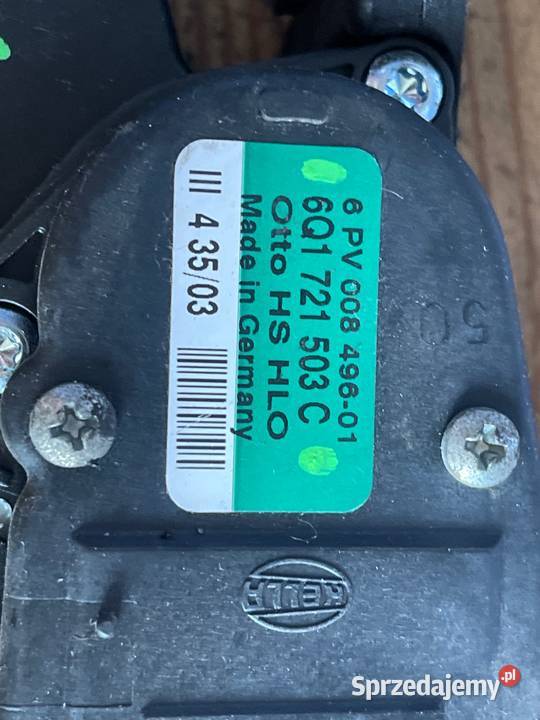 6 PV 008 496-01
6Q1 721 503 C
Otto HS HLO
Made in Germany
III 4 35/03
HELLA
Sprzedajemy.pl